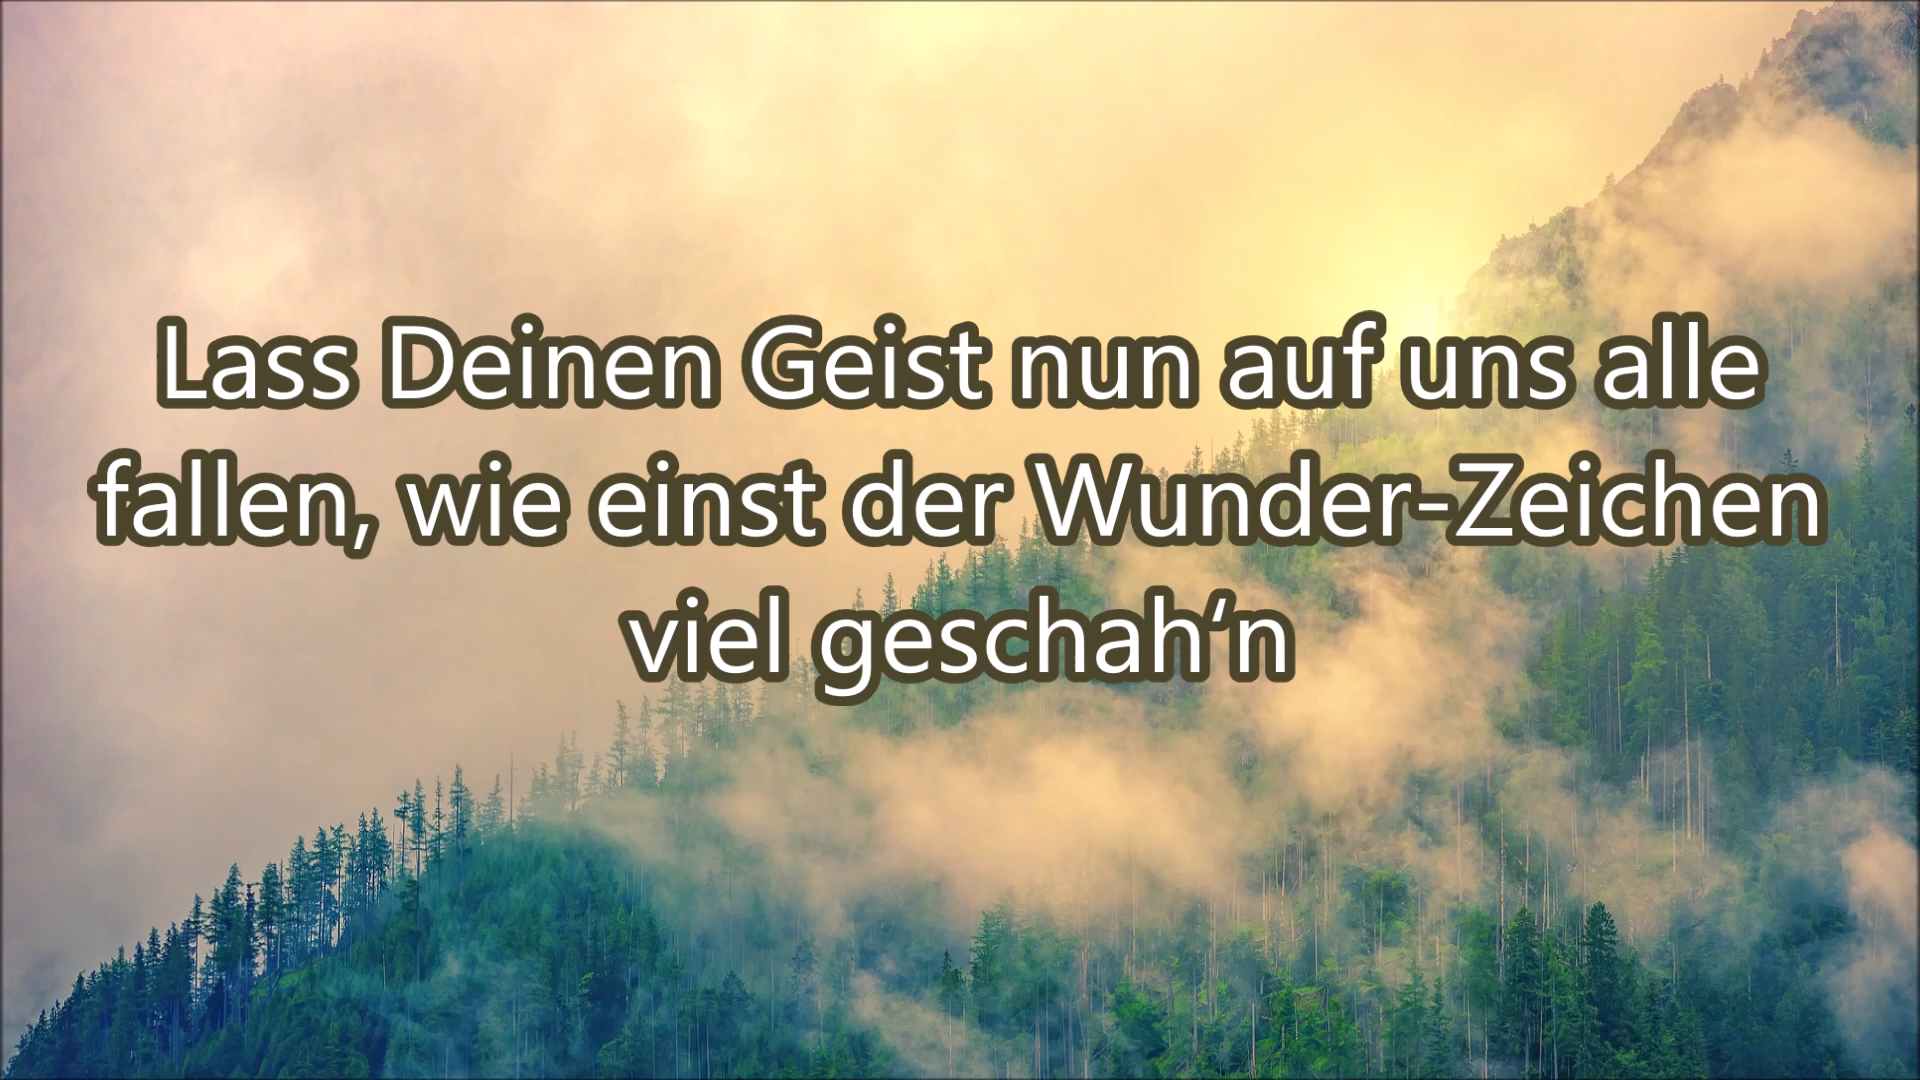 Lass Deinen Geist nun auf uns alle
fallen, wie einst der Wunder-Zeichen
viel geschah‘n